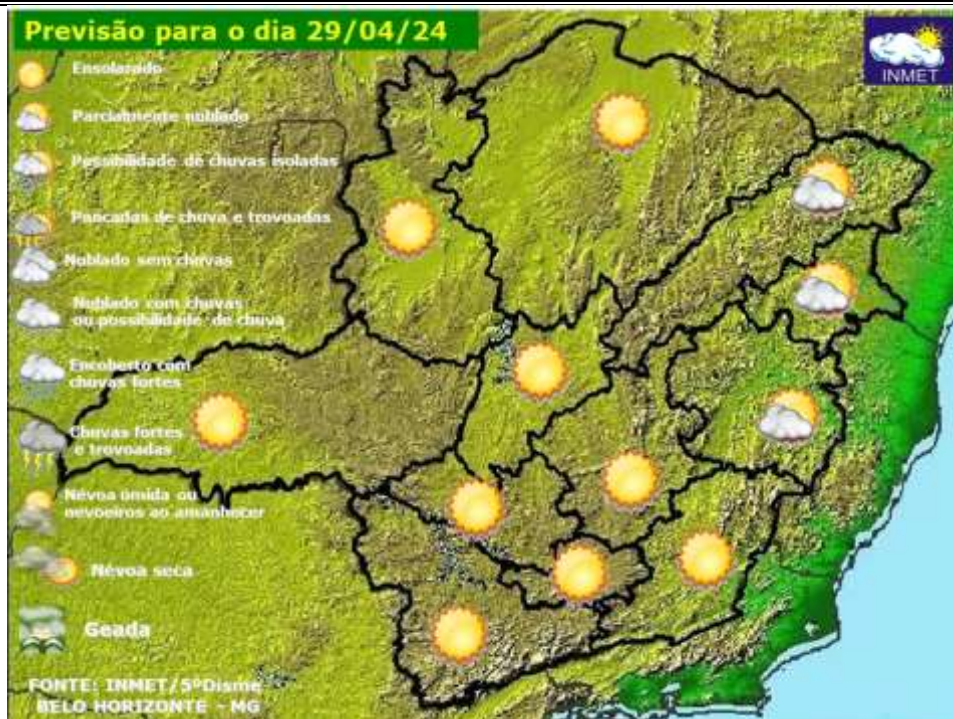 Previsão para o dia 29/04/24
INMET
Ensolarado
Parcialmente nublado
Possibilidade de chuvas isoladas
Pancadas de chuva e trovoadas
Nublado sem chuvas
Nublado com chuvas
ou possibilidade de chuva
Encoberto com
chuvas fortes
Chuvas fortes
e trovoadas
Névoa úmida ou
nevoeiros ao amanhecer
Névoa seca
Geada
FONTE: INMET/5ºDisme
BELO HORIZONTE - MG